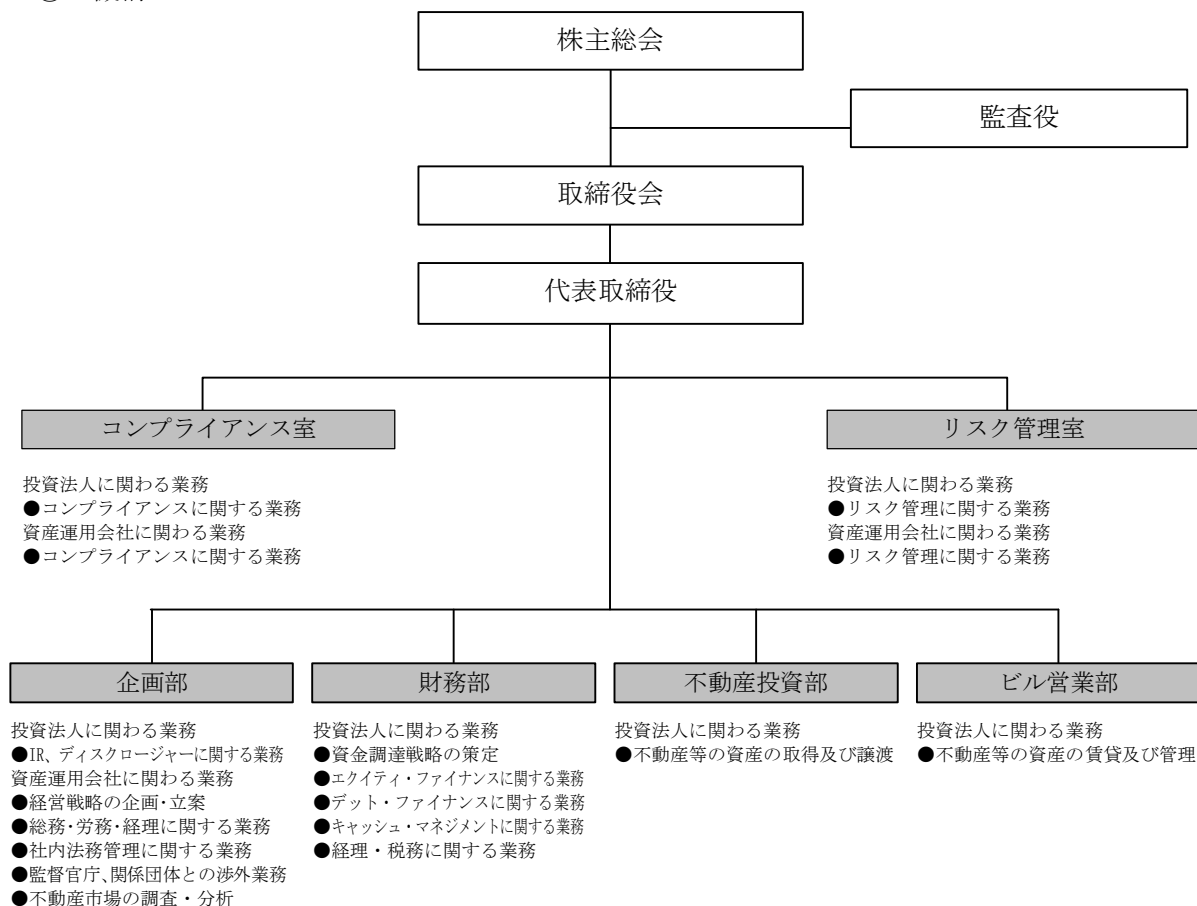 株主総会
監査役
取締役会
代表取締役
コンプライアンス室
投資法人に関わる業務
●コンプライアンスに関する業務
資産運用会社に関わる業務
●コンプライアンスに関する業務
リスク管理室
投資法人に関わる業務
●リスク管理に関する業務
資産運用会社に関わる業務
●リスク管理に関する業務
企画部
投資法人に関わる業務
●IR、ディスクロージャーに関する業務
資産運用会社に関わる業務
●経営戦略の企画・立案
●総務・労務・経理に関する業務
●社内法務管理に関する業務
●監督官庁、関係団体との渉外業務
●不動産市場の調査・分析
財務部
投資法人に関わる業務
●資金調達戦略の策定
●エクイティ・ファイナンスに関する業務
●デット・ファイナンスに関する業務
●キャッシュ・マネジメントに関する業務
●経理・税務に関する業務
不動産投資部
投資法人に関わる業務
●不動産等の資産の取得及び譲渡
ビル営業部
投資法人に関わる業務
●不動産等の資産の賃貸及び管理